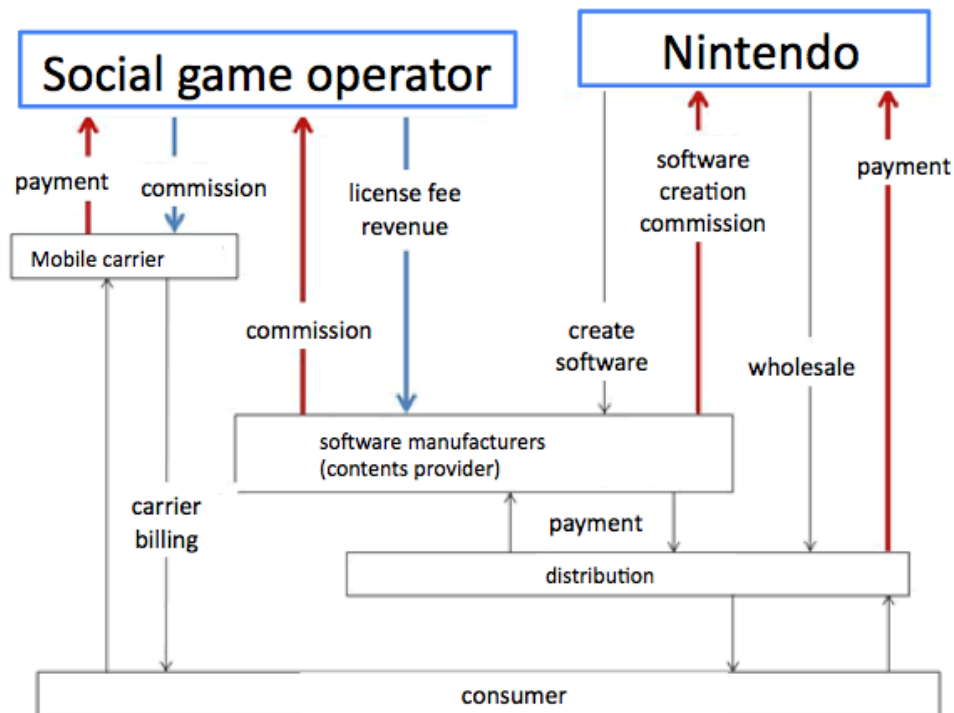 Social game operator
Nintendo
payment
commission
license fee
revenue
software
creation
commission
payment
Mobile carrier
commission
create
software
wholesale
software manufacturers
(contents provider)
carrier
billing
payment
distribution
consumer